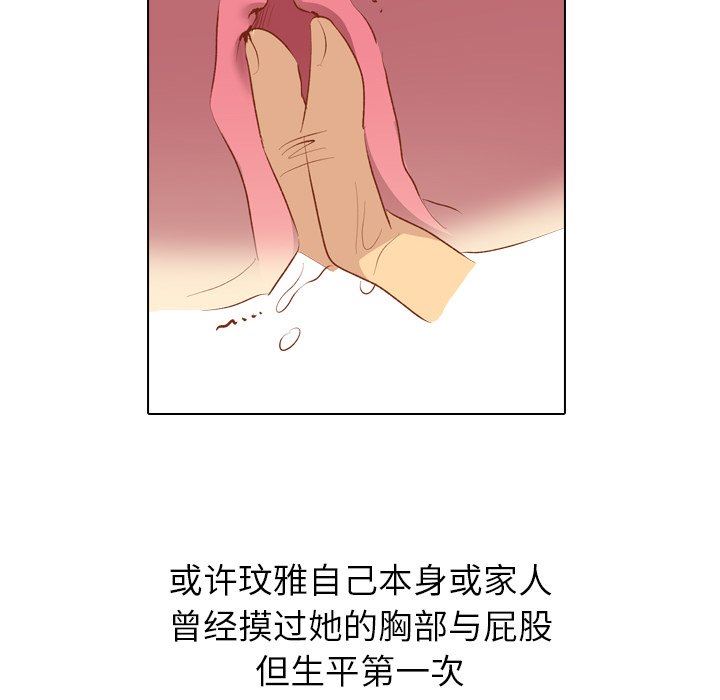 或许玟雅自己本身或家人
曾经摸过她的胸部与屁股
但生平第一次